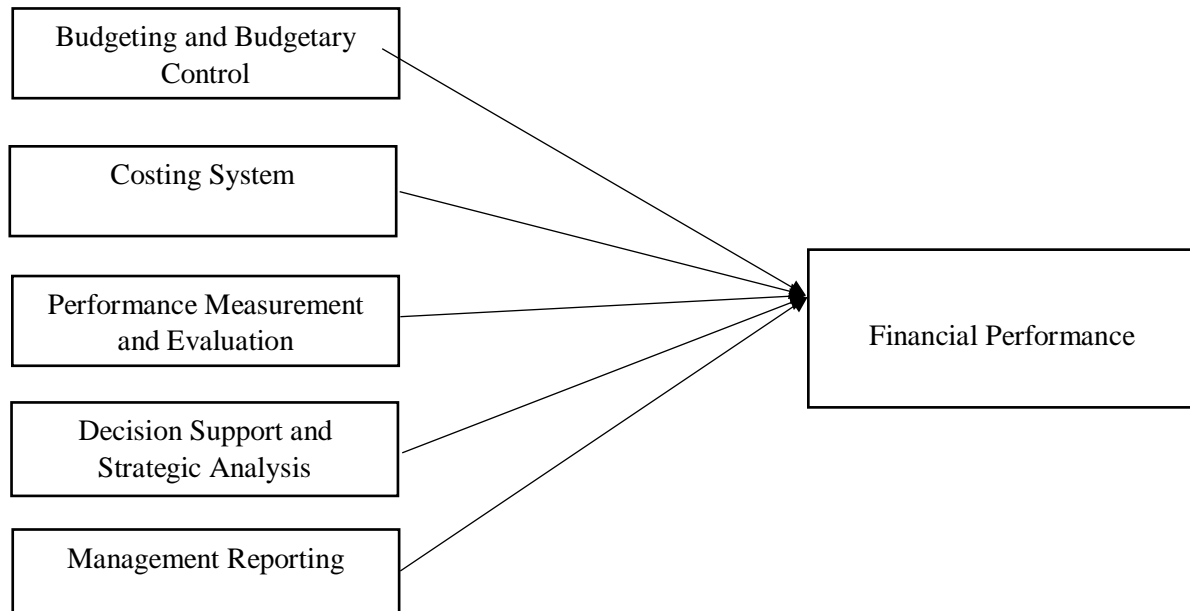 Budgeting and Budgetary
Control
Costing System
Performance Measurement
and Evaluation
Financial Performance
Decision Support and
Strategic Analysis
Management Reporting